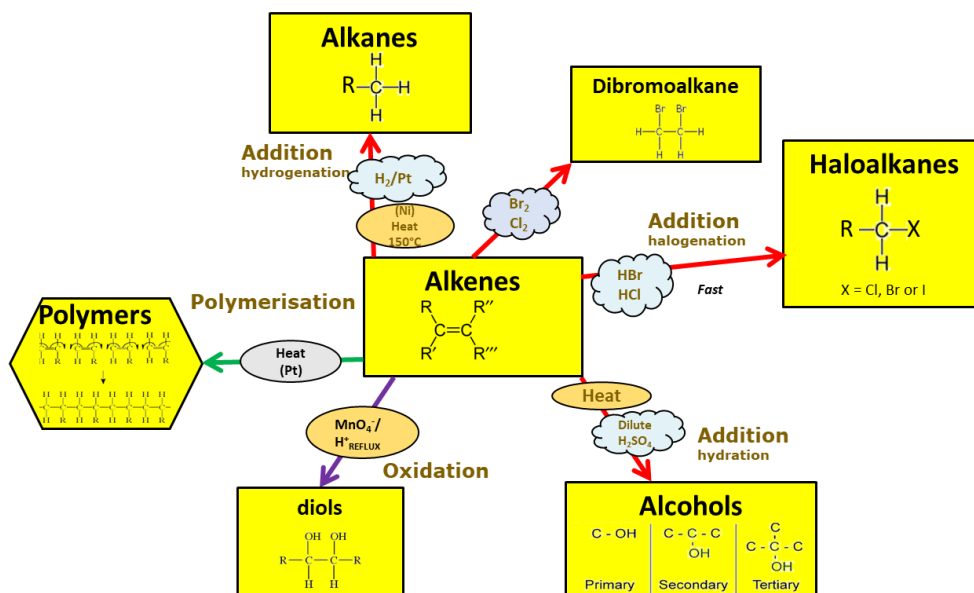 Alkanes
H
R
C
H
H
Addition
hydrogenation
H2/Pt
(Ni)
Heat
150°C
Dibromoalkane
Br Br
H C C H
H H
Br2
Cl2
Haloalkanes
H
R C X
H
X = Cl, Br or I
Addition
halogenation
HBr
HCl
Fast
Alkenes
R R″
C=C
R′ R‴
Polymerisation
Polymers
H H H H H H H H
C C C C C C C C
H R H R H R H R
H H H H H H H
C C C C C C C
H R H R H R H
Heat
(Pt)
MnO4-/
H+REFLUX
Oxidation
diols
OH OH
R C C R
H H
Heat
Dilute
H2SO4
Addition
hydration
Alcohols
C - OH
Primary
C - C - C
OH
Secondary
C
C - C - C
OH
Tertiary